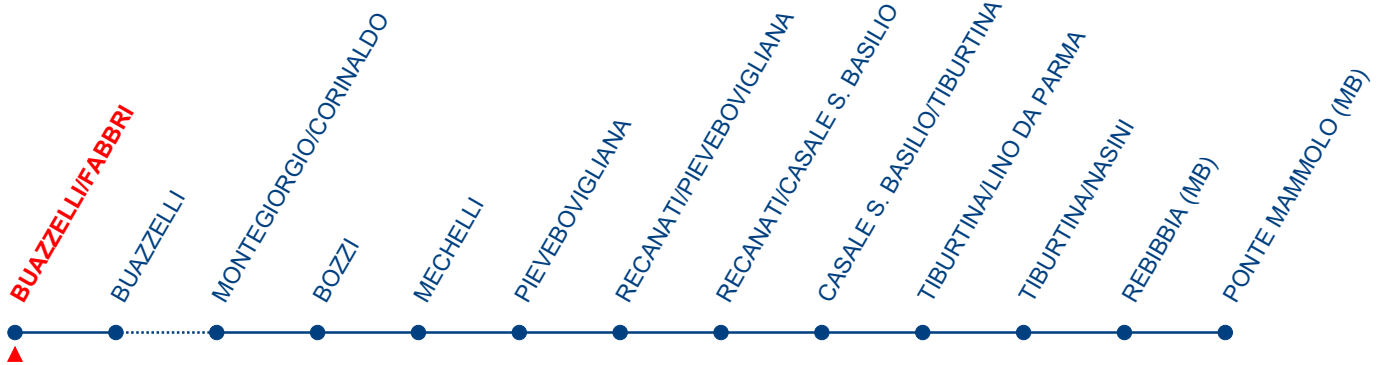 BUAZZELLI/FABBRI
BUAZZELLI
MONTEGIORGIO/CORINALDO
BOZZI
MECHELLI
PIEVEBOVIGLIANA
RECANATI/PIEVEBOVIGLIANA
RECANATI/CASALE S. BASILIO
CASALE S. BASILIO/TIBURTINA
TIBURTINA/LINO DA PARMA
TIBURTINA/NASINI
REBIBBIA (MB)
PONTE MAMMOLO (MB)